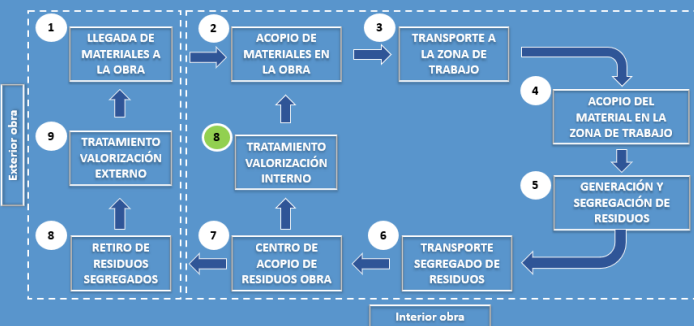 1
LLEGADA DE
MATERIALES A
LA OBRA
2
ACOPIO DE
MATERIALES EN
LA OBRA
3
TRANSPORTE A
LA ZONA DE
TRABAJO
4
ACOPIO DEL
MATERIAL EN LA
ZONA DE TRABAJO
5
GENERACIÓN Y
SEGREGACIÓN DE
RESIDUOS
6
TRANSPORTE
SEGREGADO DE
RESIDUOS
7
CENTRO DE
ACOPIO DE
RESIDUOS OBRA
8
TRATAMIENTO
VALORIZACIÓN
INTERNO
8
RETIRO DE
RESIDUOS
SEGREGADOS
9
TRATAMIENTO
VALORIZACIÓN
EXTERNO
Exterior obra
Interior obra